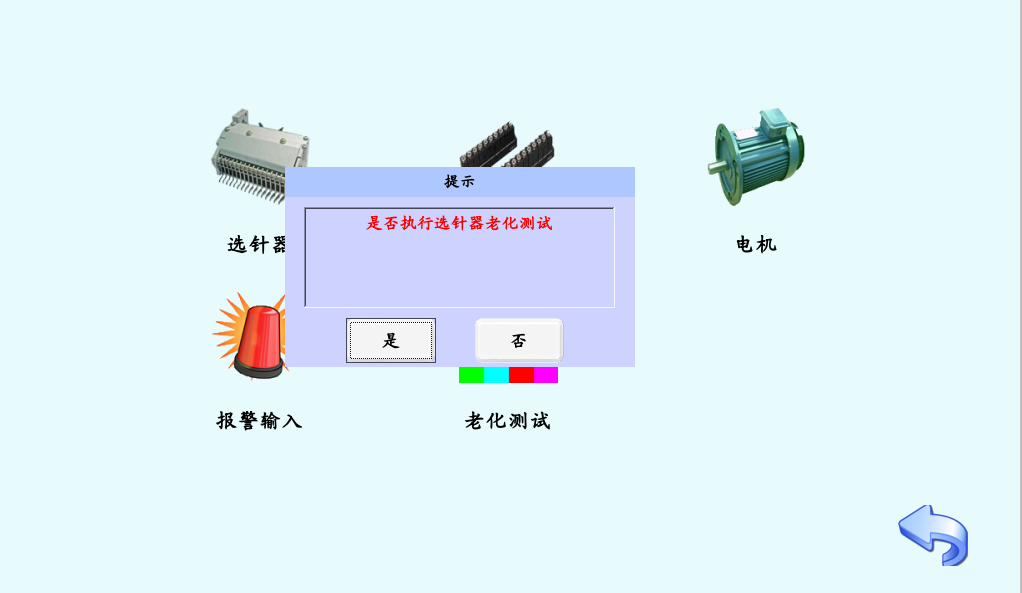 提示
是否执行选针器老化测试
是
否
选针器
电机
报警输入
老化测试